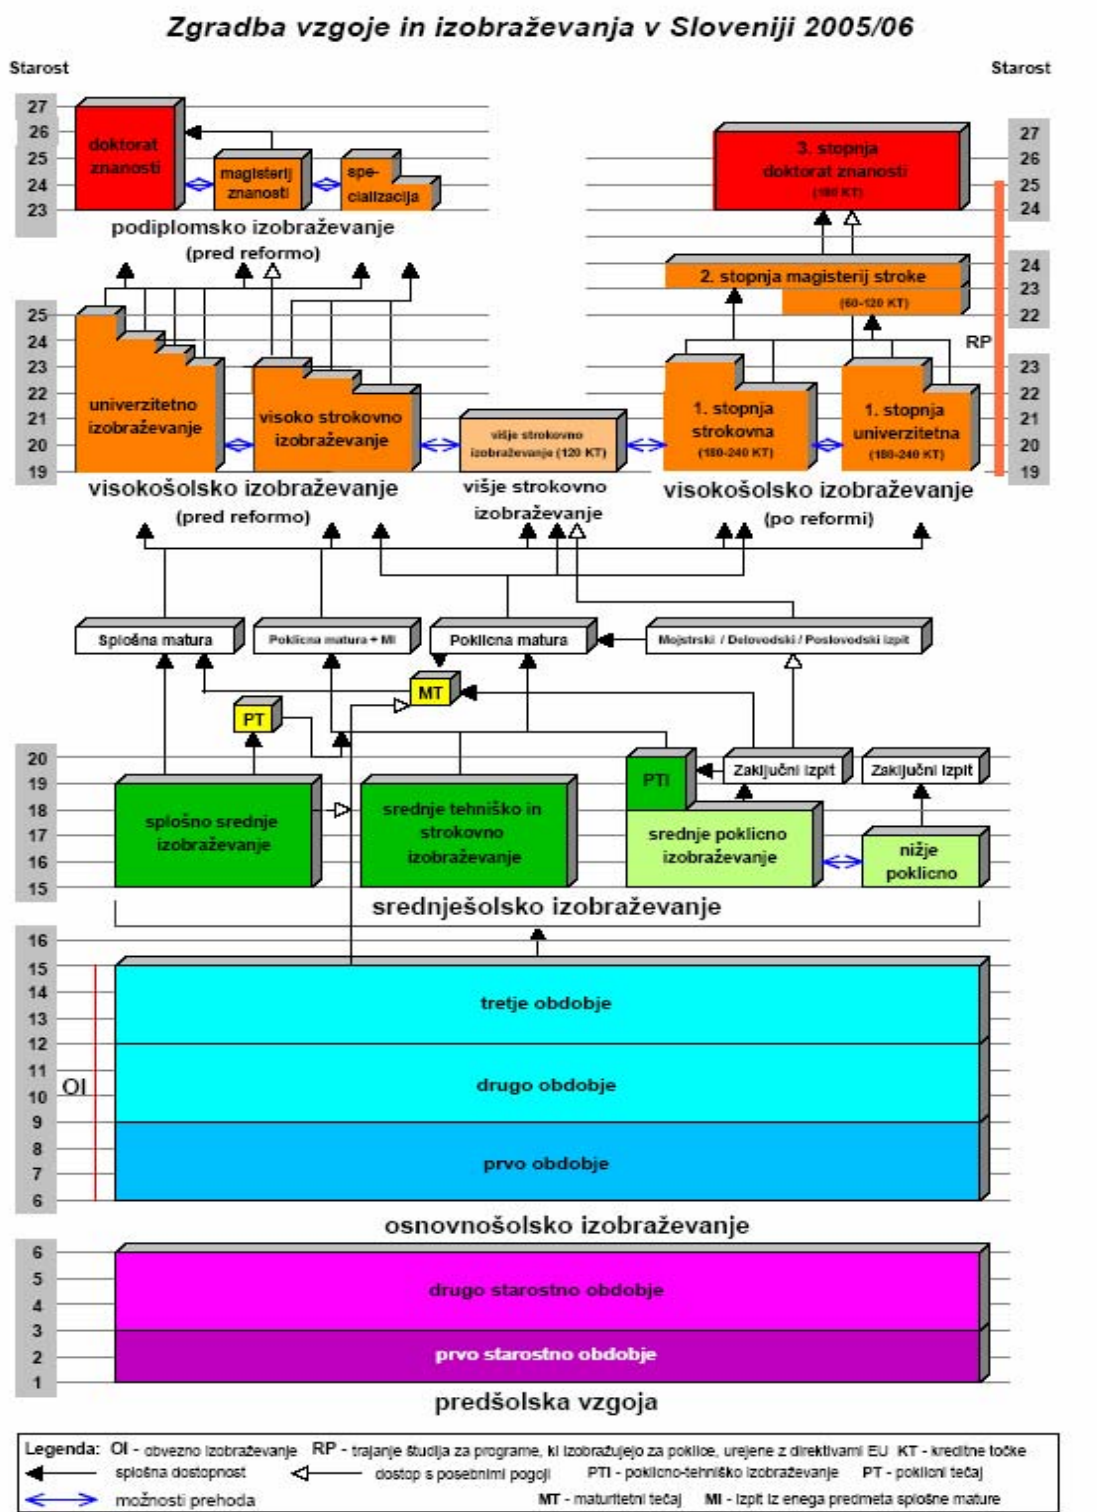 Zgradba vzgoje in izobraževanja v Sloveniji 2005/06
Starost
Starost
27
26
25
24
23
doktorat
znanosti
magisterij
znanosti
spe-
cializacija
podiplomsko izobraževanje
(pred reformo)
3. stopnja
doktorat znanosti
(180 KT)
27
26
25
24
2. stopnja magisterij stroke
(60-120 KT)
24
23
22
RP
25
24
23
22
21
20
19
univerzitetno
izobraževanje
visoko strokovno
izobraževanje
višje strokovno
izobraževanje (120 KT)
1. stopnja
strokovna
(180-240 KT)
1. stopnja
univerzitetna
(180-240 KT)
23
22
21
20
19
visokošolsko izobraževanje
(pred reformo)
višje strokovno
izobraževanje
visokošolsko izobraževanje
(po reformi)
Splošna matura
Poklicna matura + MI
Poklicna matura
Mojstrski / Delovodski / Poslovodski izpit
MT
PT
20
19
18
17
16
15
splošno srednje
izobraževanje
srednje tehniško in
strokovno
izobraževanje
PTI
Zaključni izpit
Zaključni izpit
srednje poklicno
izobraževanje
nižje
poklicno
srednješolsko izobraževanje
16
15
14
13
12
11
10
9
8
7
6
OI
tretje obdobje
drugo obdobje
prvo obdobje
osnovnošolsko izobraževanje
6
5
4
3
2
1
drugo starostno obdobje
prvo starostno obdobje
predšolska vzgoja
Legenda: OI - obvezno izobraževanje RP - trajanje študija za programe, ki izobražujejo za poklice, urejene z direktivami EU KT - kreditne točke
splošna dostopnost dostop s posebnimi pogoji PTI - poklicno-tehniško izobraževanje PT - poklicni tečaj
možnosti prehoda MT - maturitetni tečaj MI - izpit iz enega predmeta splošne mature